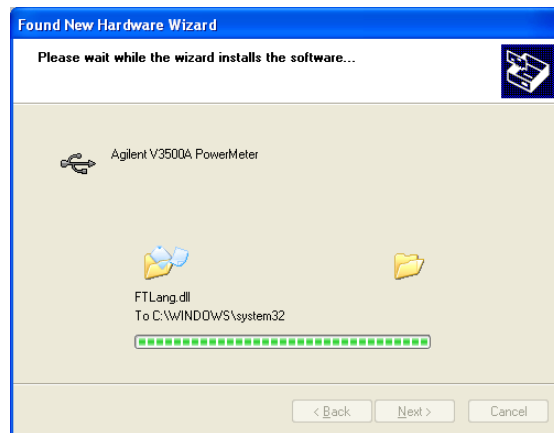 Found New Hardware Wizard
Please wait while the wizard installs the software...
Agilent V3500A PowerMeter
FTLang.dll
To C:\WINDOWS\system32
< Back
Next >
Cancel